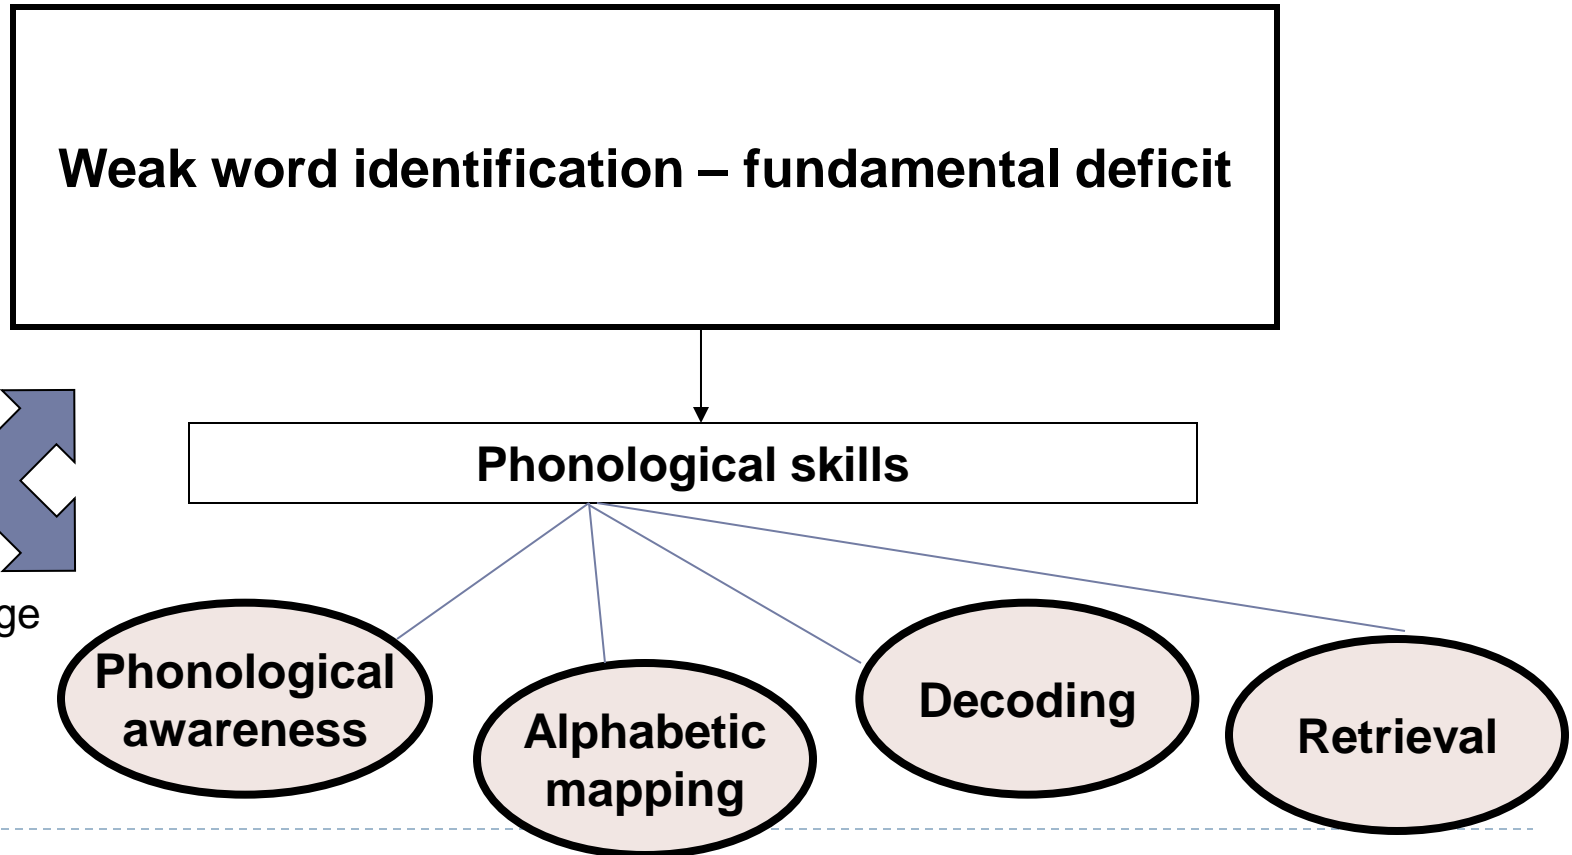 Weak word identification – fundamental deficit
Phonological skills
Phonological
awareness
Alphabetic
mapping
Decoding
Retrieval